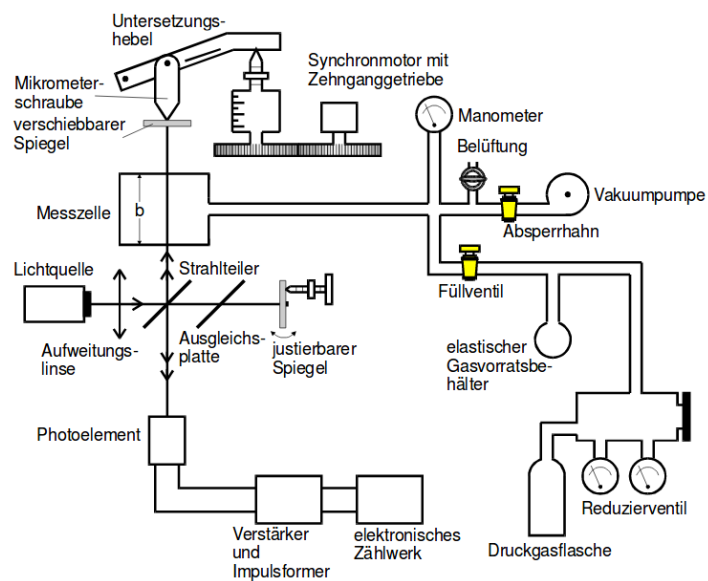 Untersetzungs-
hebel
Synchronmotor mit
Zehnganggetriebe
Mikrometer-
schraube
verschiebbarer
Spiegel
Manometer
Belüftung
Messzelle
b
Vakuumpumpe
Absperrhahn
Lichtquelle
Strahlteiler
Füllventil
Aufweitungs-
linse
Ausgleichs-
platte
justierbarer
Spiegel
elastischer
Gasvorratsbe-
hälter
Photoelement
Reduzierventil
Verstärker
und
Impulsformer
elektronisches
Zählwerk
Druckgasflasche